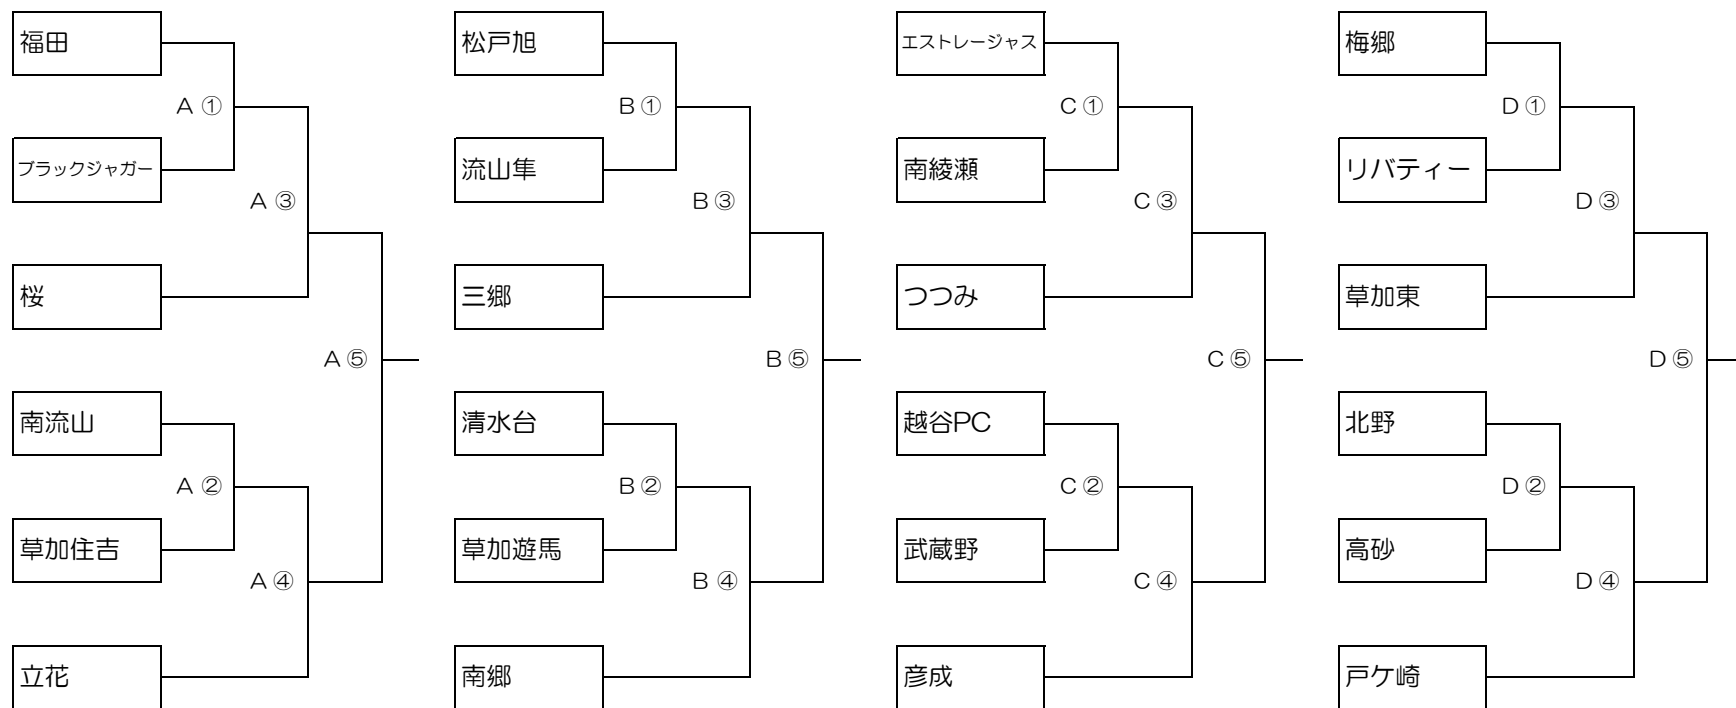 福田
A ①
ブラックジャガー
A ③
桜
A ⑤
南流山
A ②
草加住吉
A ④
立花
松戸旭
B ①
流山隼
B ③
三郷
B ⑤
清水台
B ②
草加遊馬
B ④
南郷
エストレージャス
C ①
南綾瀬
C ③
つつみ
C ⑤
越谷PC
C ②
武蔵野
C ④
彦成
梅郷
D ①
リバティー
D ③
草加東
D ⑤
北野
D ②
高砂
D ④
戸ケ崎